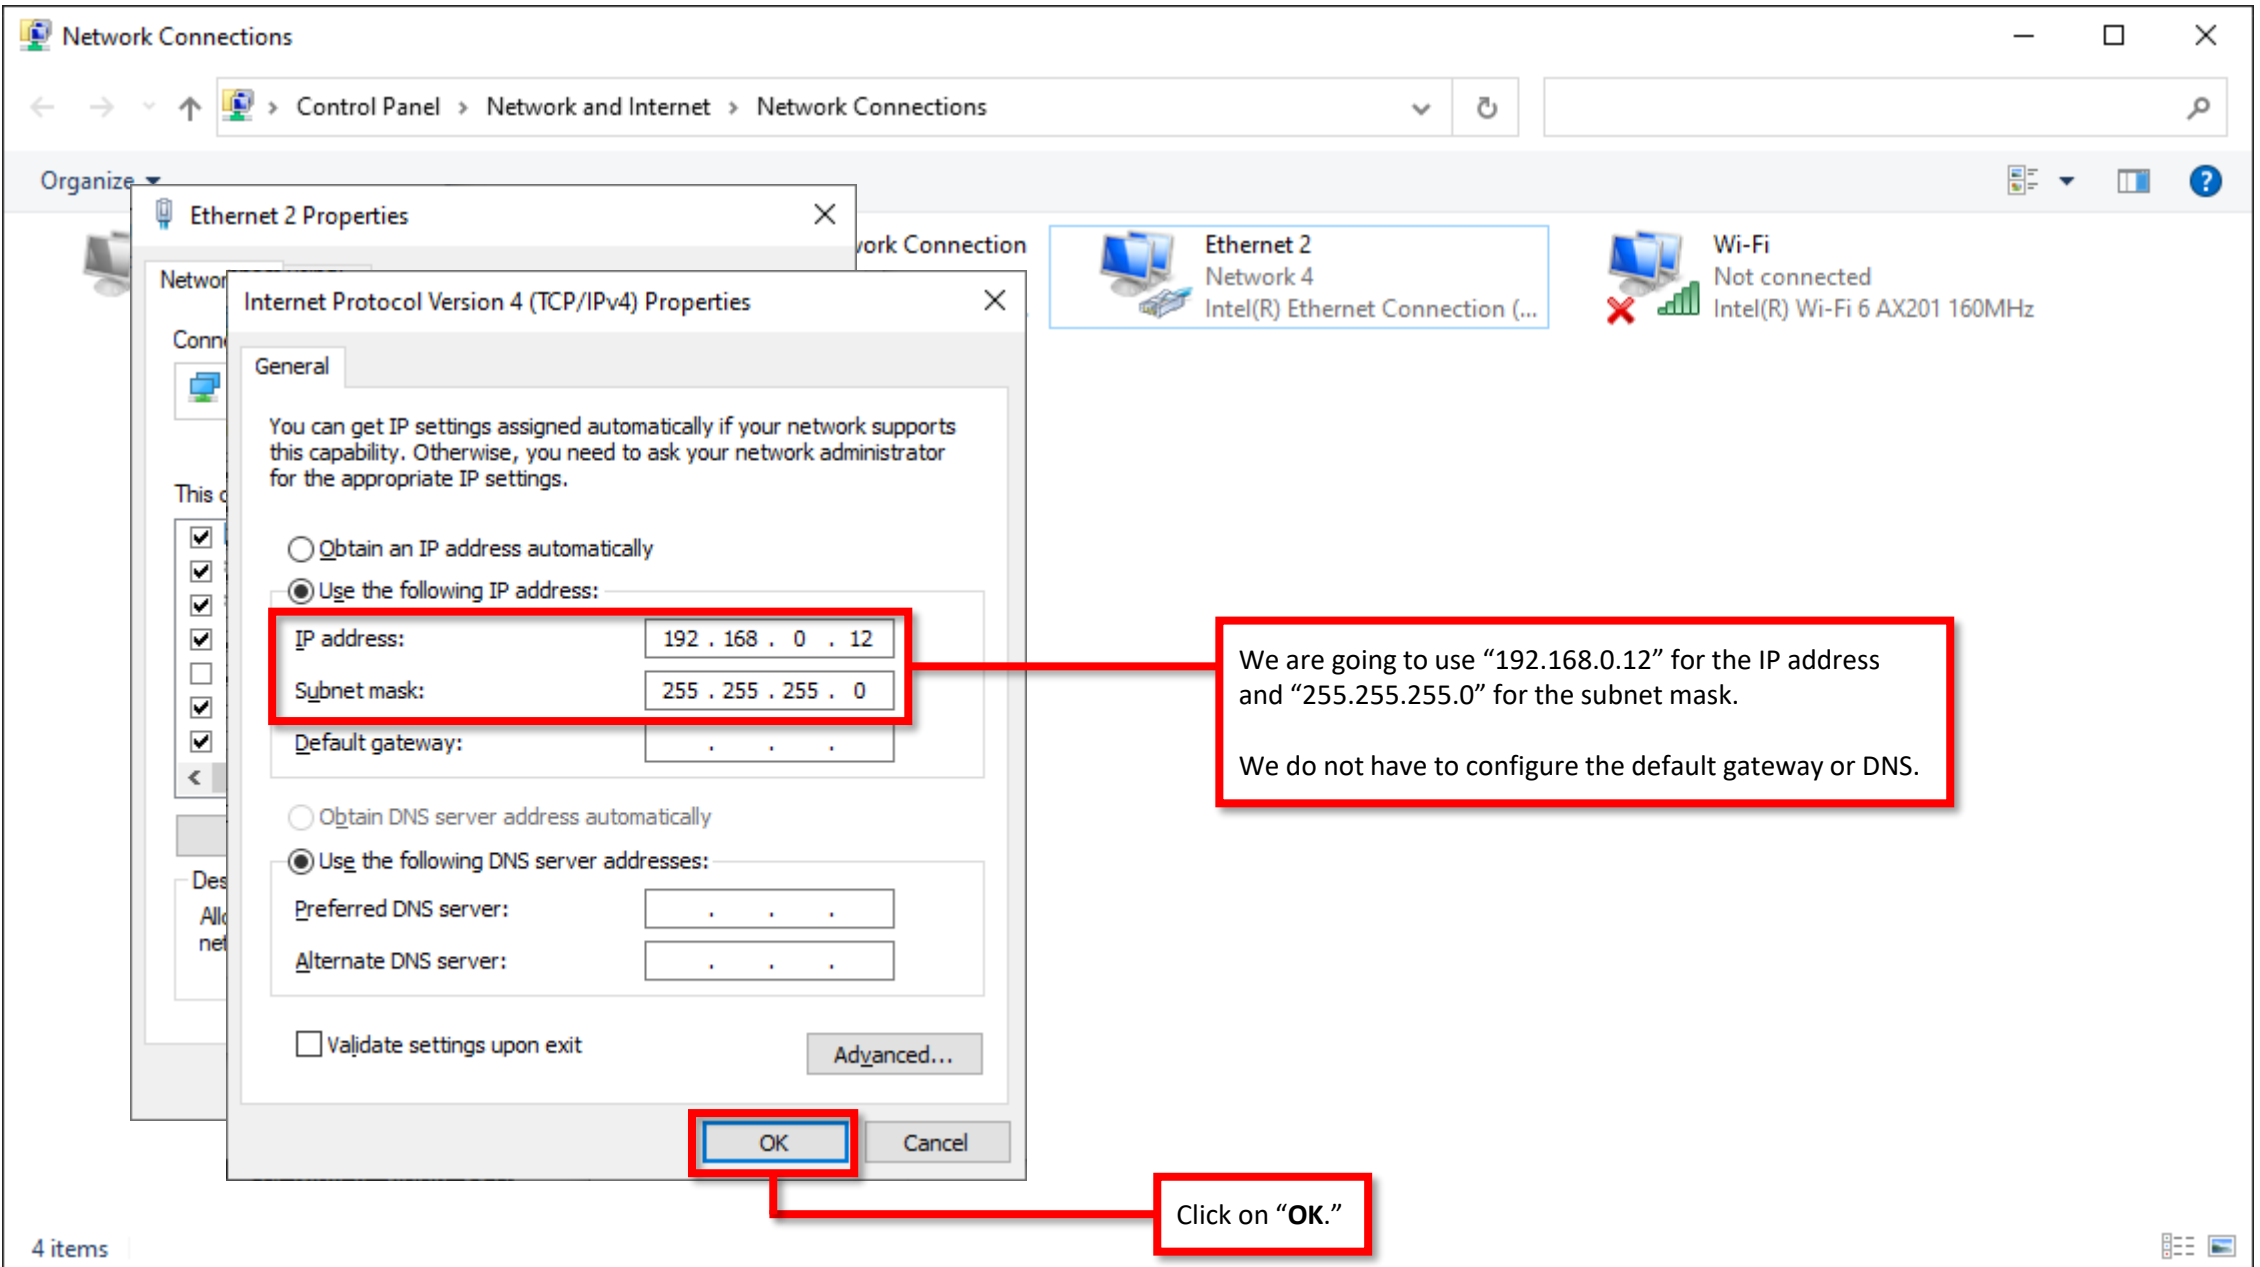 Network Connections
Control Panel > Network and Internet > Network Connections
Organize
Ethernet 2 Properties
Connection
Ethernet 2
Network 4
Intel(R) Ethernet Connection (...
Wi-Fi
Not connected
Intel(R) Wi-Fi 6 AX201 160MHz
Internet Protocol Version 4 (TCP/IPv4) Properties
General
You can get IP settings assigned automatically if your network supports
this capability. Otherwise, you need to ask your network administrator
for the appropriate IP settings.
This
Obtain an IP address automatically
Use the following IP address:
IP address: 192 . 168 . 0 . 12
Subnet mask: 255 . 255 . 255 . 0
Default gateway: . . .
Obtain DNS server address automatically
Use the following DNS server addresses:
Preferred DNS server: . . .
Alternate DNS server: . . .
Validate settings upon exit
Advanced...
OK
Cancel
We are going to use “192.168.0.12” for the IP address
and “255.255.255.0” for the subnet mask.
We do not have to configure the default gateway or DNS.
Click on “OK.”
4 items